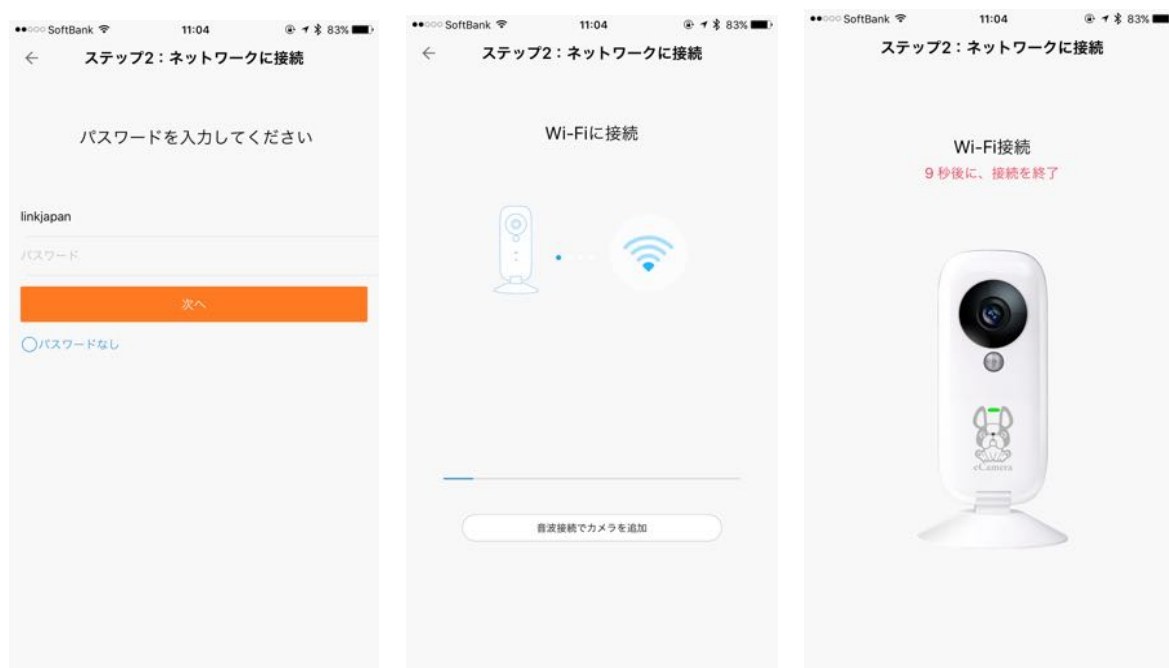 SoftBank 11:04 83%
ステップ2:ネットワークに接続
パスワードを入力してください
linkjapan
パスワード
次へ
パスワードなし
SoftBank 11:04 83%
ステップ2:ネットワークに接続
Wi-Fiに接続
音波接続でカメラを追加
SoftBank 11:04 83%
ステップ2:ネットワークに接続
Wi-Fi接続
9 秒後に、接続を終了
eCamera